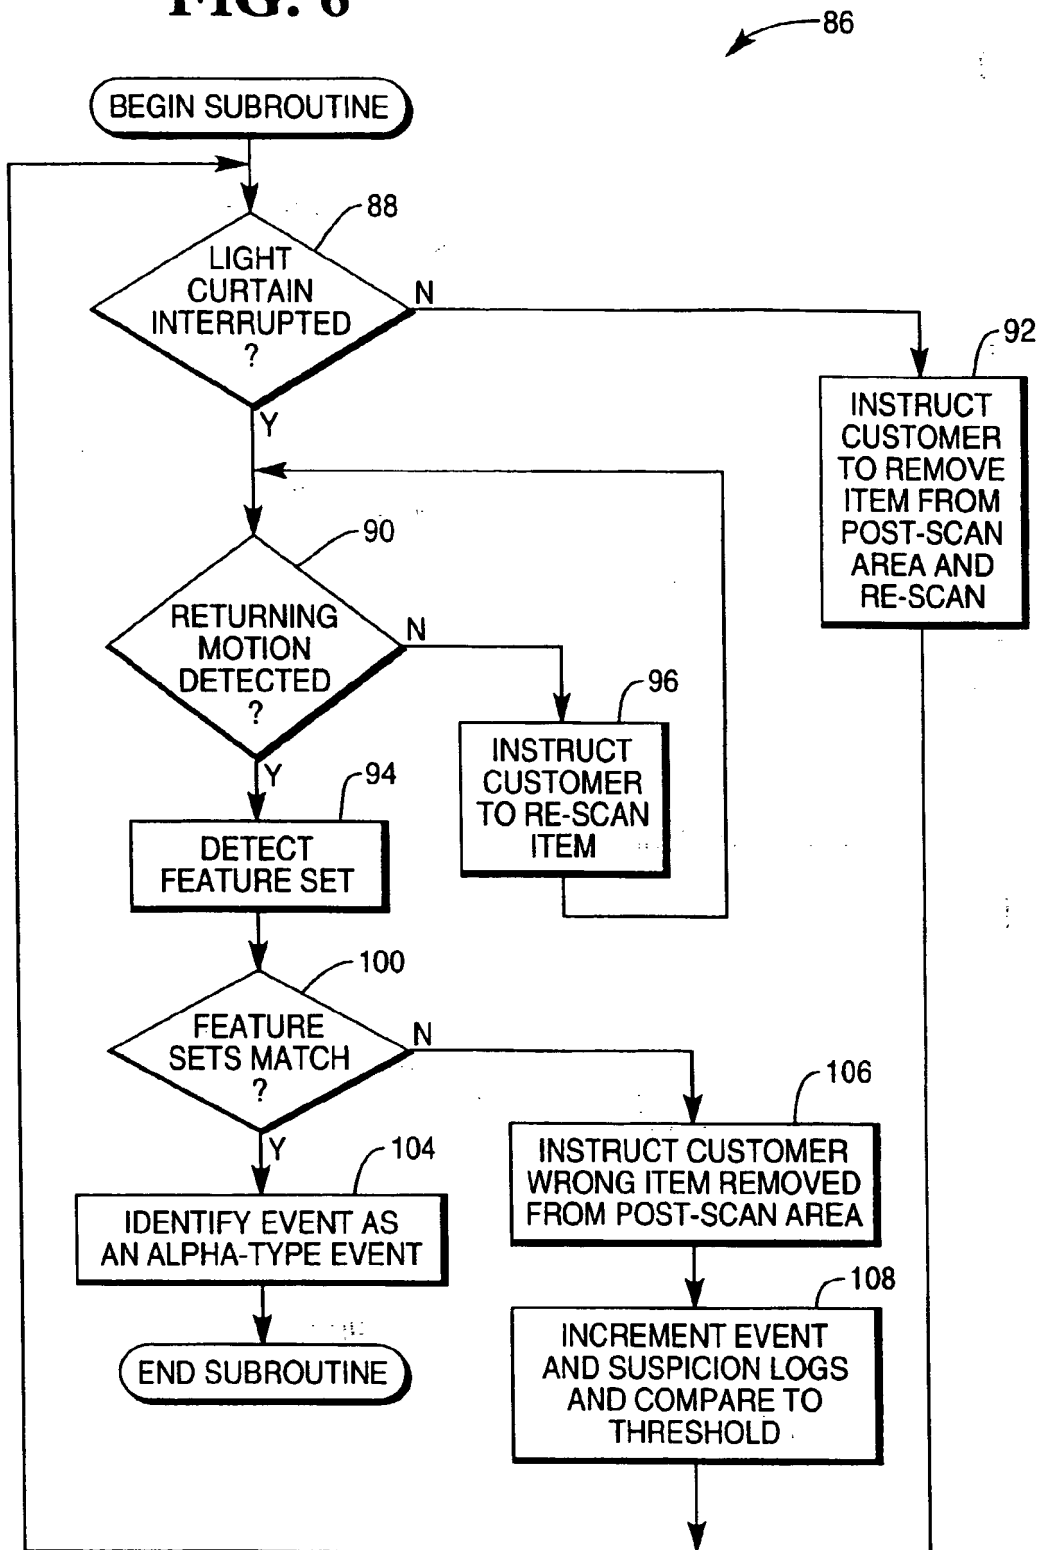 FIG. 6
86
BEGIN SUBROUTINE
88
LIGHT
CURTAIN
INTERRUPTED
?
N
Y
92
INSTRUCT
CUSTOMER
TO REMOVE
ITEM FROM
POST-SCAN
AREA AND
RE-SCAN
90
RETURNING
MOTION
DETECTED
?
N
Y
96
INSTRUCT
CUSTOMER
TO RE-SCAN
ITEM
94
DETECT
FEATURE SET
100
FEATURE
SETS MATCH
?
N
Y
106
INSTRUCT CUSTOMER
WRONG ITEM REMOVED
FROM POST-SCAN AREA
104
IDENTIFY EVENT AS
AN ALPHA-TYPE EVENT
108
INCREMENT EVENT
AND SUSPICION LOGS
AND COMPARE TO
THRESHOLD
END SUBROUTINE